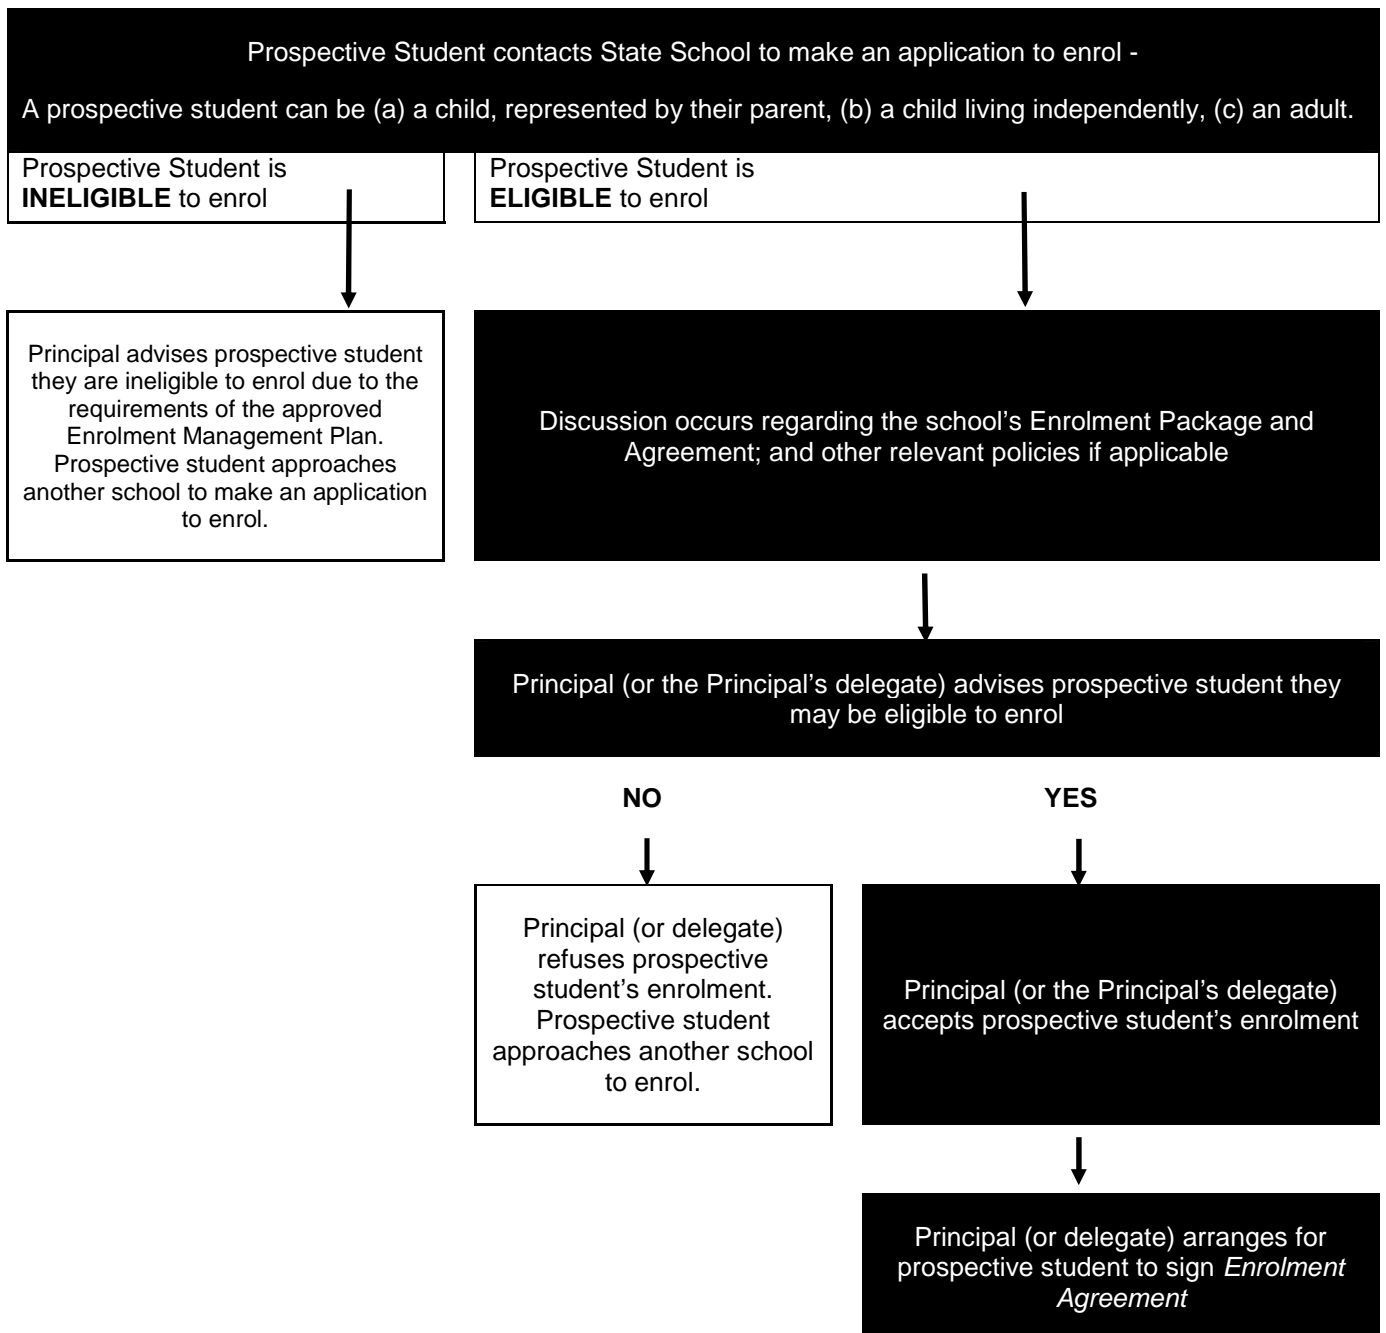 Prospective Student contacts State School to make an application to enrol -
A prospective student can be (a) a child, represented by their parent, (b) a child living independently, (c) an adult.
Prospective Student is
INELIGIBLE to enrol
Prospective Student is
ELIGIBLE to enrol
Principal advises prospective student
they are ineligible to enrol due to the
requirements of the approved
Enrolment Management Plan.
Prospective student approaches
another school to make an application
to enrol.
Discussion occurs regarding the school’s Enrolment Package and
Agreement; and other relevant policies if applicable
Principal (or the Principal’s delegate) advises prospective student they
may be eligible to enrol
NO
YES
Principal (or delegate)
refuses prospective
student’s enrolment.
Prospective student
approaches another school
to enrol.
Principal (or the Principal’s delegate)
accepts prospective student’s enrolment
Principal (or delegate) arranges for
prospective student to sign Enrolment
Agreement